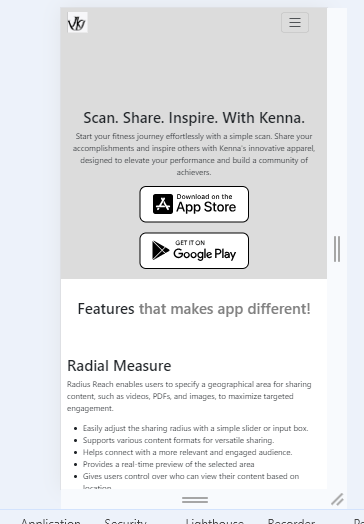 Scan. Share. Inspire. With Kenna.
Start your fitness journey effortlessly with a simple scan. Share your
accomplishments and inspire others with Kenna's innovative apparel,
designed to elevate your performance and build a community of
achievers.
Download on the
App Store
GET IT ON
Google Play
Features that makes app different!
Radial Measure
Radius Reach enables users to specify a geographical area for sharing
content, such as videos, PDFs, and images, to maximize targeted
engagement.
Easily adjust the sharing radius with a simple slider or input box.
Supports various content formats for versatile sharing.
Helps connect with a more relevant and engaged audience.
Provides a real-time preview of the selected area
Gives users control over who can view their content based on
location
Application Security Lighthouse Recorder